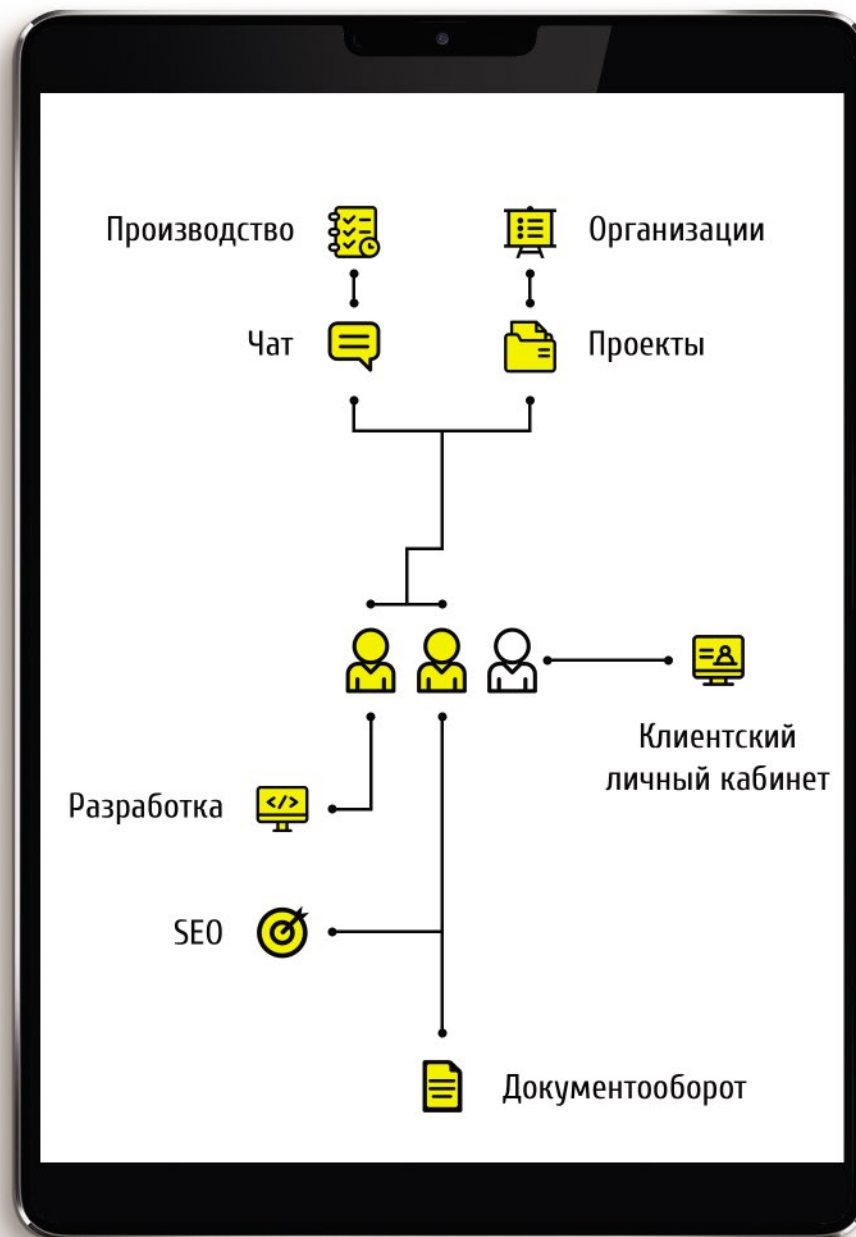 Производство
Организации
Чат
Проекты
Клиентский
личный кабинет
Разработка
</>
SEO
Документооборот